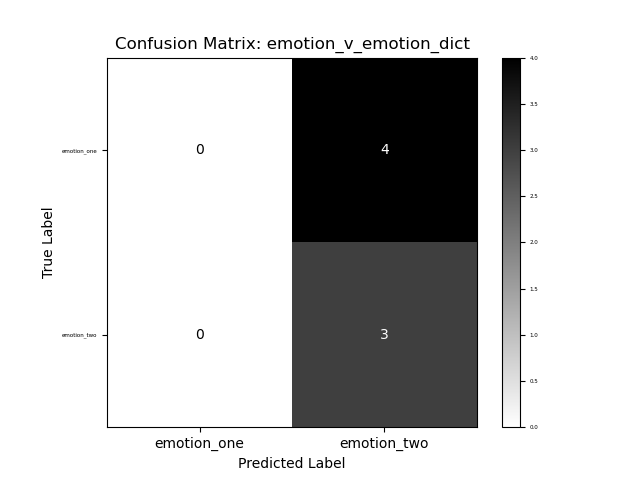 Confusion Matrix: emotion_v_emotion_dict
True Label
emotion_one
0
4
emotion_two
0
3
emotion_one
emotion_two
Predicted Label
4.0
3.5
3.0
2.5
2.0
1.5
1.0
0.5
0.0